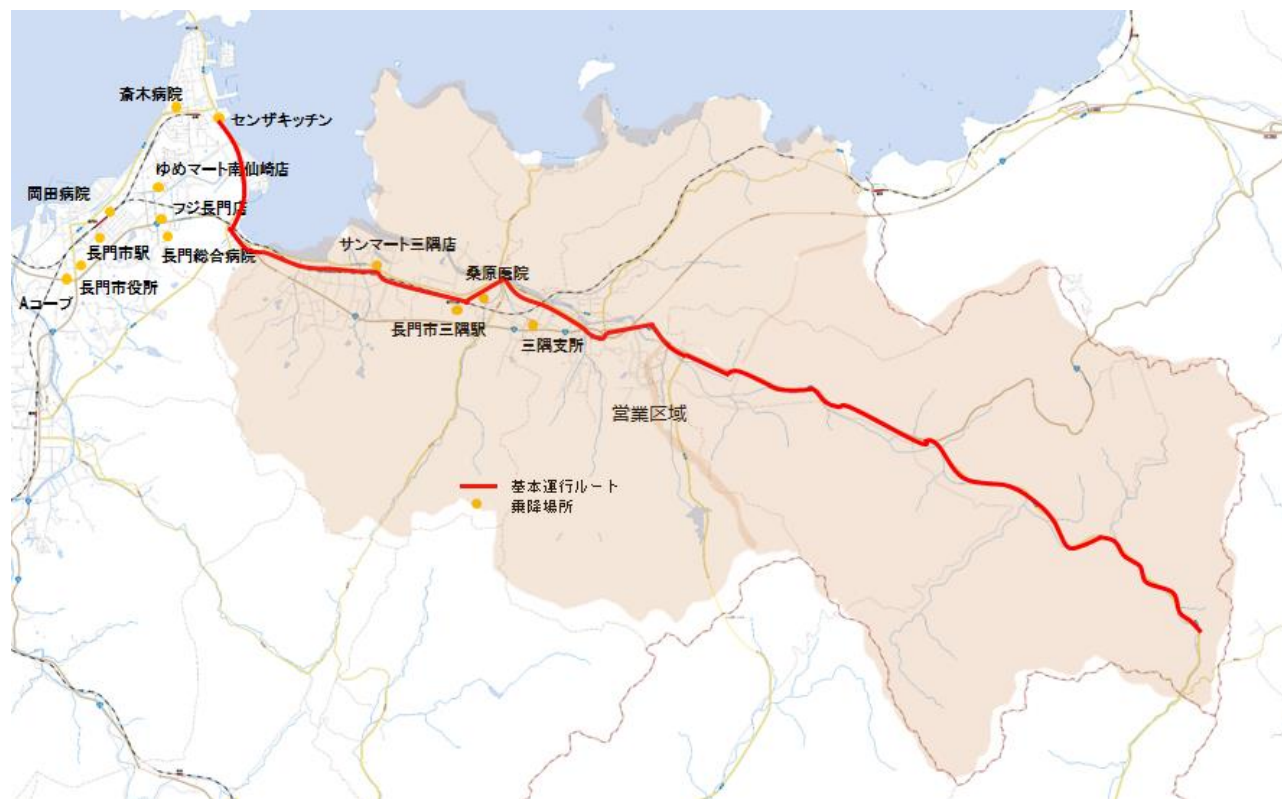 斎木病院
センザキッチン
ゆめマート南仙崎店
岡田病院
フジ長門店
長門市駅
長門総合病院
長門市役所
Aコープ
サンマート三隅店
桑原医院
長門市三隅駅
三隅支所
営業区域
基本運行ルート
乗降場所